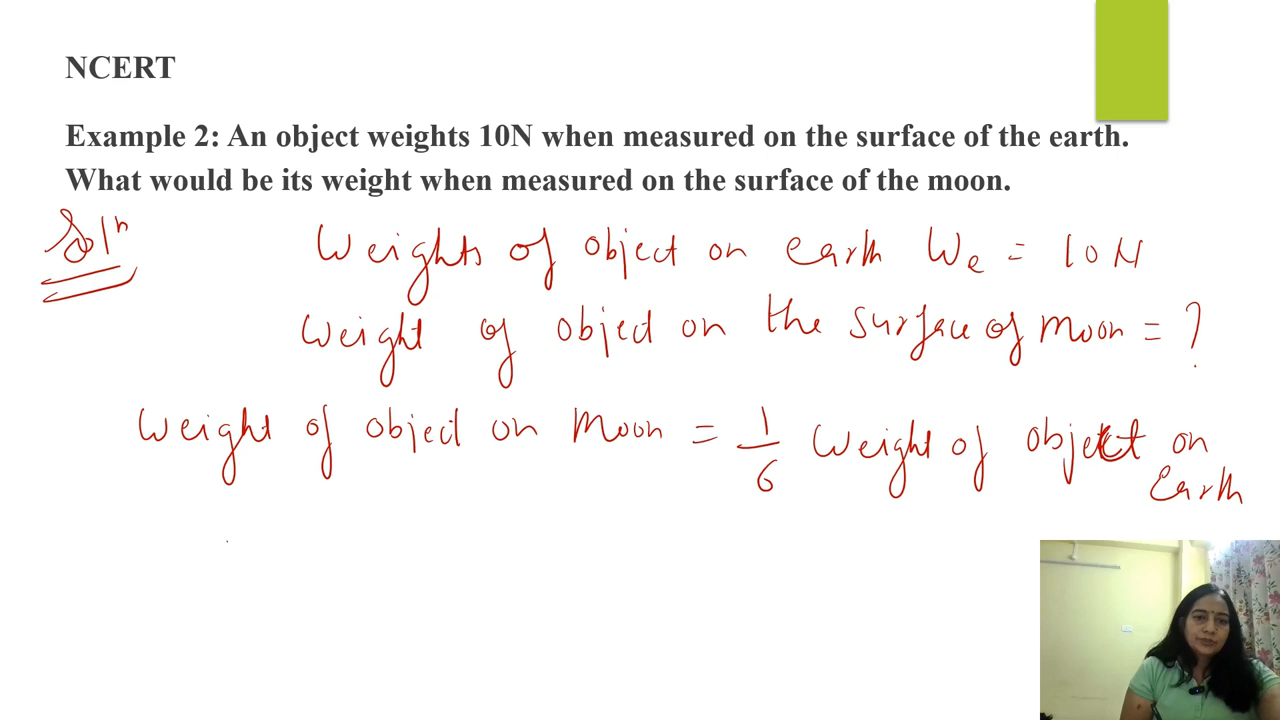 NCERT
Example 2: An object weights 10N when measured on the surface of the earth.
What would be its weight when measured on the surface of the moon.
Solⁿ
Weights of object on earth We = 10 N
Weight of object on the surface of moon = ?
Weight of object on moon = 1/6 Weight of object on
Earth